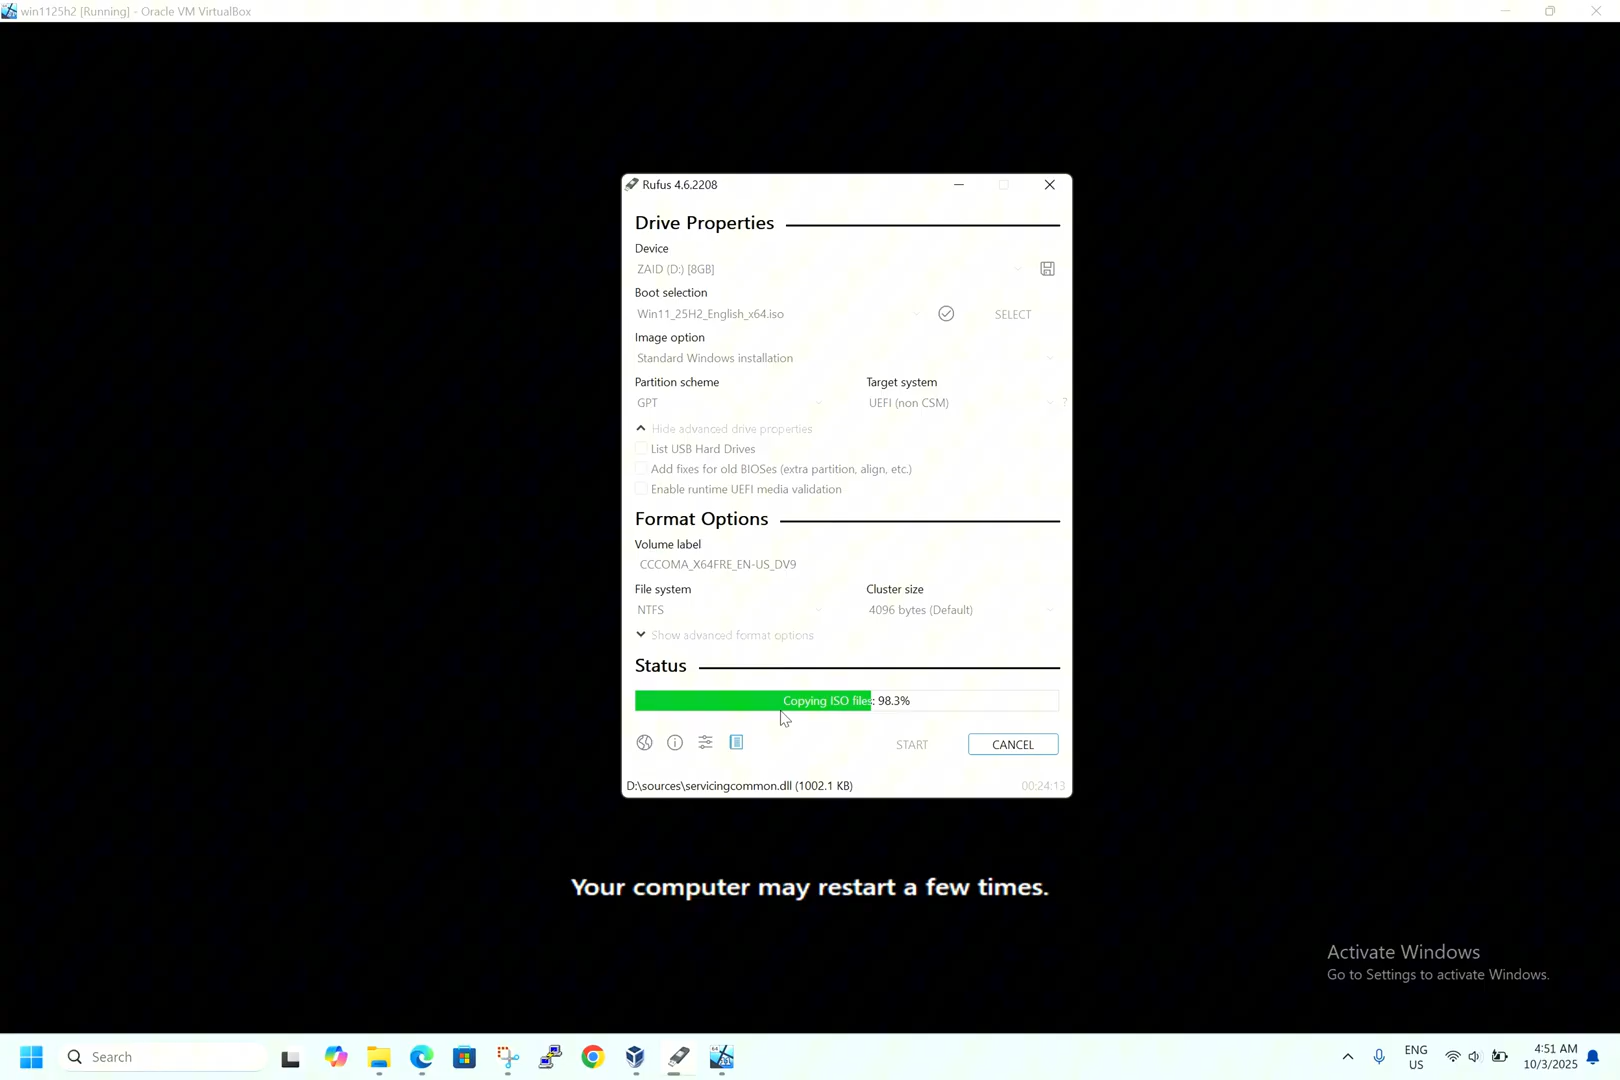 win1125h2 [Running] - Oracle VM VirtualBox
Rufus 4.6.2208
Drive Properties
Device
ZAID (D:) [8GB]
Boot selection
Win11_25H2_English_x64.iso
SELECT
Image option
Standard Windows installation
Partition scheme
Target system
GPT
UEFI (non CSM)
?
Hide advanced drive properties
List USB Hard Drives
Add fixes for old BIOSes (extra partition, align, etc.)
Enable runtime UEFI media validation
Format Options
Volume label
CCCOMA_X64FRE_EN-US_DV9
File system
Cluster size
NTFS
4096 bytes (Default)
Show advanced format options
Status
Copying ISO files: 98.3%
START
CANCEL
D:\sources\servicingcommon.dll (1002.1 KB)
00:24:13
Your computer may restart a few times.
Activate Windows
Go to Settings to activate Windows.
Search
ENG
US
4:51 AM
10/3/2025